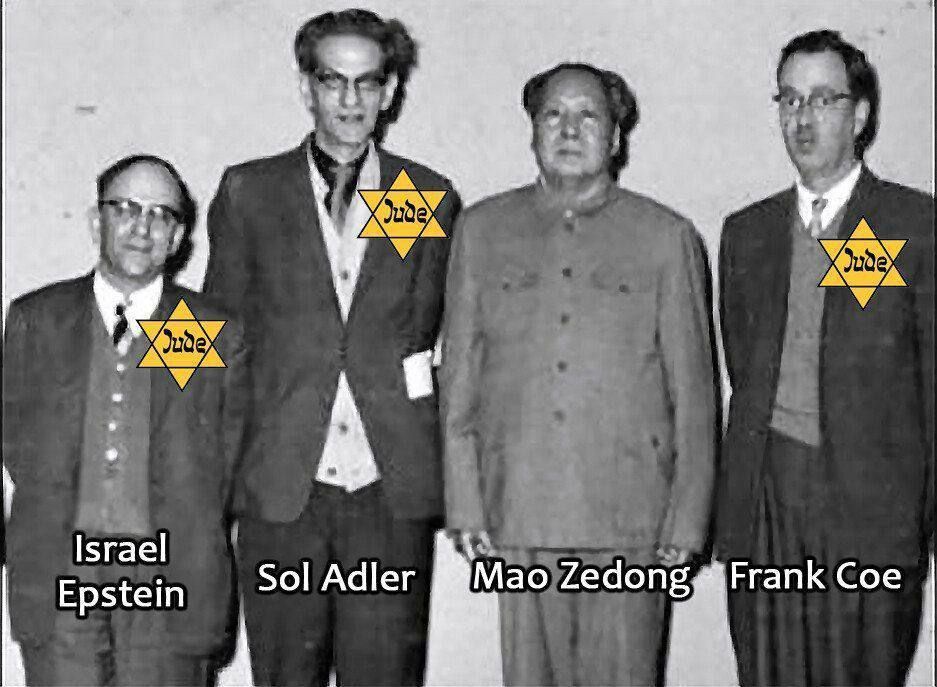 Jude
Jude
Jude
Israel
Epstein
Sol Adler
Mao Zedong
Frank Coe